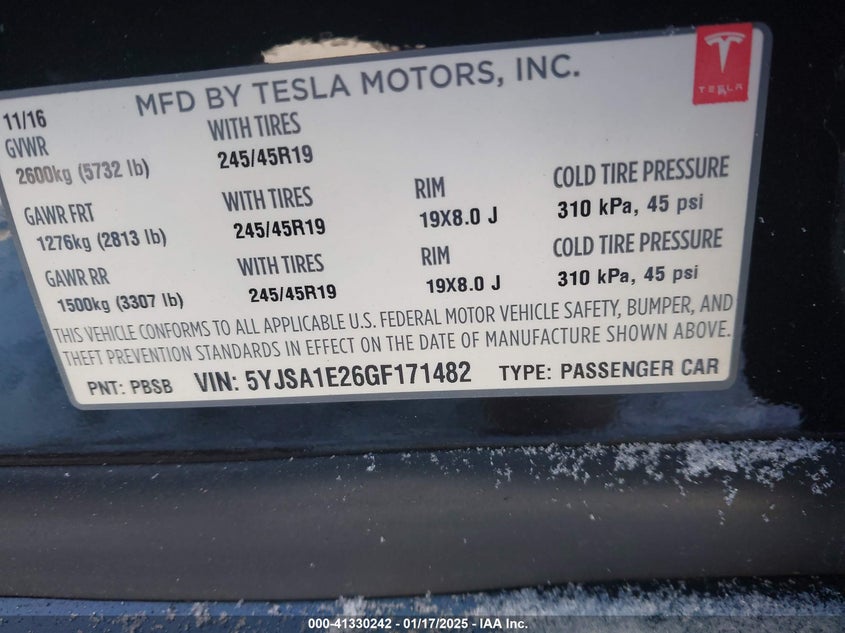 MFD BY TESLA MOTORS, INC.
TESLA
11/16
GVWR WITH TIRES
2600kg (5732 lb) 245/45R19
GAWR FRT WITH TIRES RIM COLD TIRE PRESSURE
1276kg (2813 lb) 245/45R19 19X8.0 J 310 kPa, 45 psi
GAWR RR WITH TIRES RIM COLD TIRE PRESSURE
1500kg (3307 lb) 245/45R19 19X8.0 J 310 kPa, 45 psi
THIS VEHICLE CONFORMS TO ALL APPLICABLE U.S. FEDERAL MOTOR VEHICLE SAFETY, BUMPER, AND
THEFT PREVENTION STANDARDS IN EFFECT ON THE DATE OF MANUFACTURE SHOWN ABOVE.
PNT: PBSB VIN: 5YJSA1E26GF171482 TYPE: PASSENGER CAR
000-41330242 - 01/17/2025 - IAA Inc.